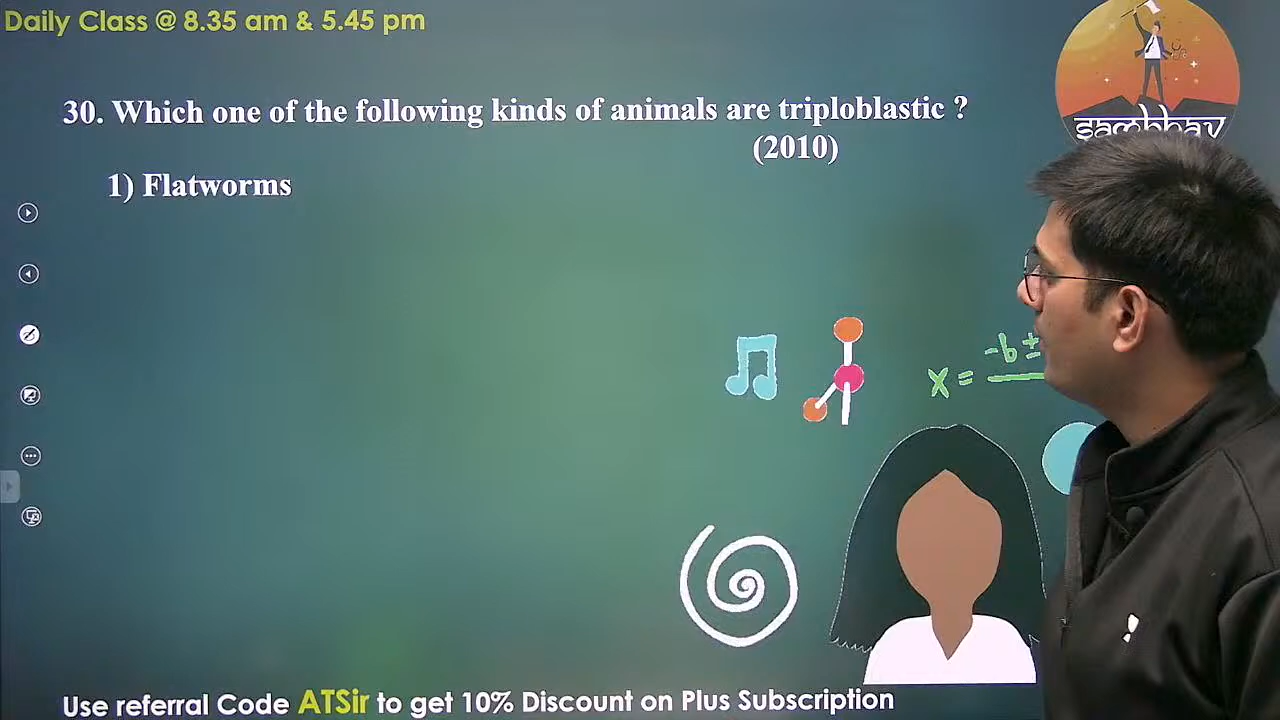 Daily Class @ 8.35 am & 5.45 pm
30. Which one of the following kinds of animals are triploblastic ?
(2010)
1) Flatworms
sambhav
-b ±
x =
Use referral Code ATSir to get 10% Discount on Plus Subscription